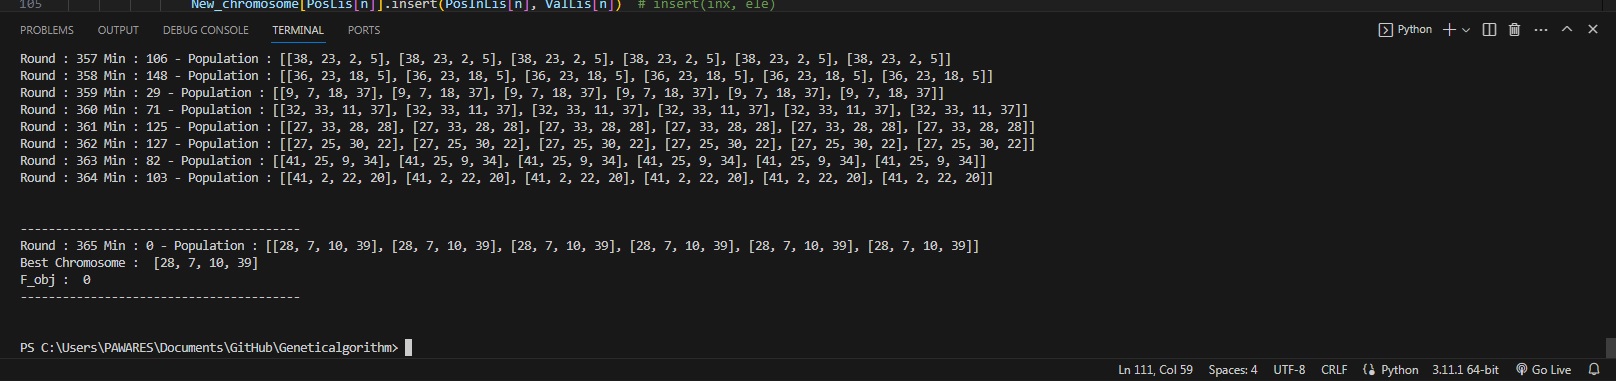 105 New_chromosome[PosLis[n]].insert(PosInLis[n], ValLis[n]) # insert(inx, ele)
PROBLEMS OUTPUT DEBUG CONSOLE TERMINAL PORTS Python
Round : 357 Min : 106 - Population : [[38, 23, 2, 5], [38, 23, 2, 5], [38, 23, 2, 5], [38, 23, 2, 5], [38, 23, 2, 5], [38, 23, 2, 5]]
Round : 358 Min : 148 - Population : [[36, 23, 18, 5], [36, 23, 18, 5], [36, 23, 18, 5], [36, 23, 18, 5], [36, 23, 18, 5], [36, 23, 18, 5]]
Round : 359 Min : 29 - Population : [[9, 7, 18, 37], [9, 7, 18, 37], [9, 7, 18, 37], [9, 7, 18, 37], [9, 7, 18, 37], [9, 7, 18, 37]]
Round : 360 Min : 71 - Population : [[32, 33, 11, 37], [32, 33, 11, 37], [32, 33, 11, 37], [32, 33, 11, 37], [32, 33, 11, 37], [32, 33, 11, 37]]
Round : 361 Min : 125 - Population : [[27, 33, 28, 28], [27, 33, 28, 28], [27, 33, 28, 28], [27, 33, 28, 28], [27, 33, 28, 28], [27, 33, 28, 28]]
Round : 362 Min : 127 - Population : [[27, 25, 30, 22], [27, 25, 30, 22], [27, 25, 30, 22], [27, 25, 30, 22], [27, 25, 30, 22], [27, 25, 30, 22]]
Round : 363 Min : 82 - Population : [[41, 25, 9, 34], [41, 25, 9, 34], [41, 25, 9, 34], [41, 25, 9, 34], [41, 25, 9, 34], [41, 25, 9, 34]]
Round : 364 Min : 103 - Population : [[41, 2, 22, 20], [41, 2, 22, 20], [41, 2, 22, 20], [41, 2, 22, 20], [41, 2, 22, 20], [41, 2, 22, 20]]
----------------------------------------
Round : 365 Min : 0 - Population : [[28, 7, 10, 39], [28, 7, 10, 39], [28, 7, 10, 39], [28, 7, 10, 39], [28, 7, 10, 39], [28, 7, 10, 39]]
Best Chromosome :  [28, 7, 10, 39]
F_obj :  0
----------------------------------------
PS C:\Users\PAWARES\Documents\GitHub\Geneticalgorithm>
Ln 111, Col 59 Spaces: 4 UTF-8 CRLF Python 3.11.1 64-bit Go Live